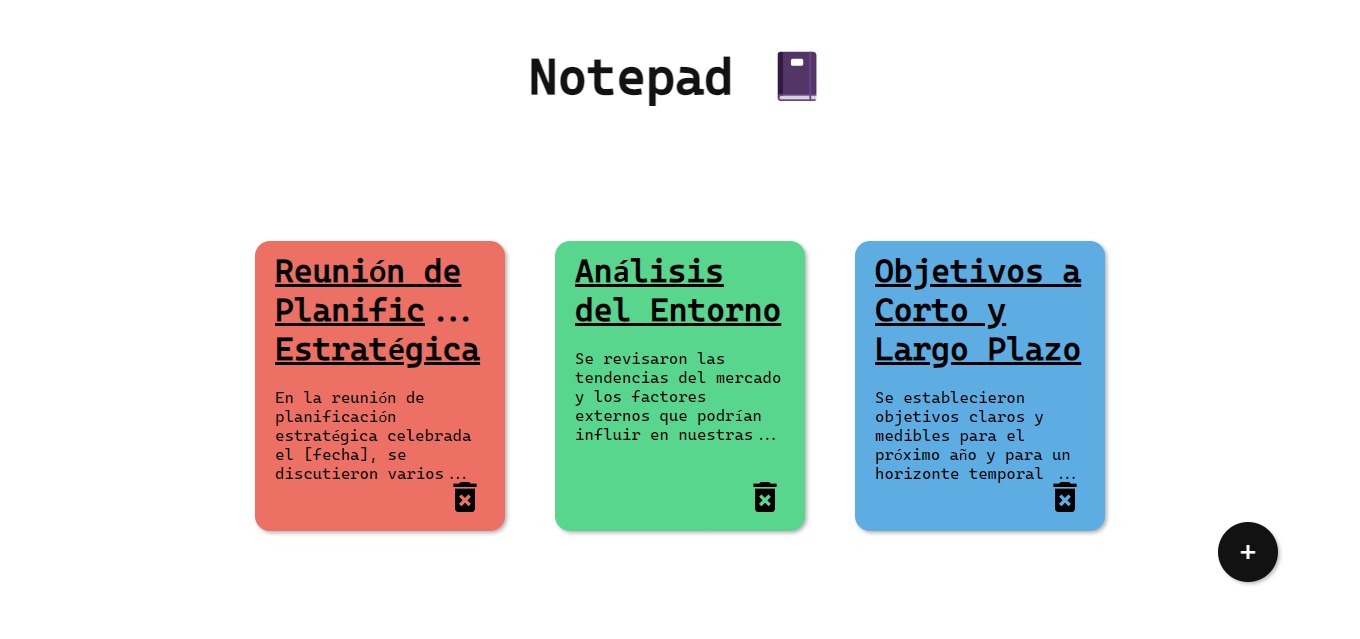 Notepad
Reunión de
Planific...
Estratégica
En la reunión de
planificación
estratégica celebrada
el [fecha], se
discutieron varios...
Análisis
del Entorno
Se revisaron las
tendencias del mercado
y los factores
externos que podrían
influir en nuestras...
Objetivos a
Corto y
Largo Plazo
Se establecieron
objetivos claros y
medibles para el
próximo año y para un
horizonte temporal ...
+